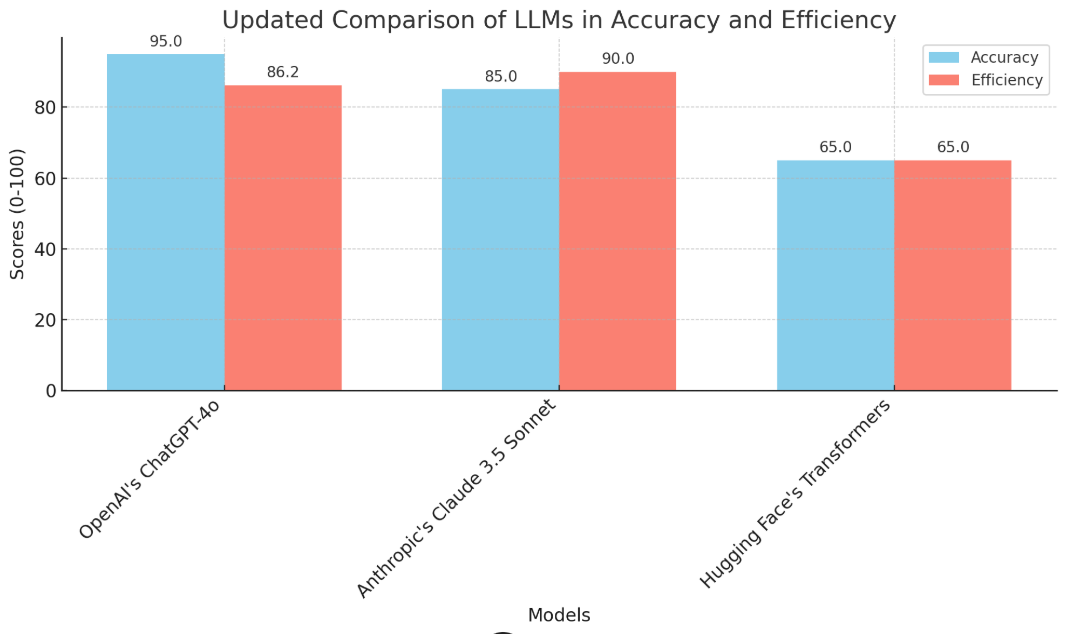 Updated Comparison of LLMs in Accuracy and Efficiency
95.0
86.2
85.0
90.0
65.0
65.0
Accuracy
Efficiency
Scores (0-100)
80
60
40
20
0
OpenAI's ChatGPT-4o
Anthropic's Claude 3.5 Sonnet
Hugging Face's Transformers
Models